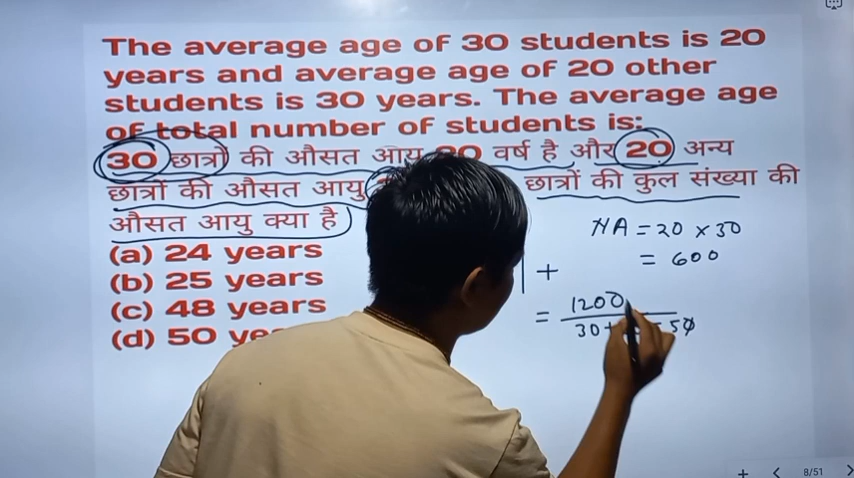 The average age of 30 students is 20
years and average age of 20 other
students is 30 years. The average age
of total number of students is:
30 छात्रों की औसत आयु 20 वर्ष है और 20 अन्य
छात्रों की औसत आयु छात्रों की कुल संख्या की
औसत आयु क्या है
(a) 24 years
(b) 25 years
(c) 48 years
(d) 50
NA = 20 × 30
= 600
+
= 1200
30+ = 50
+ < 8/51 >